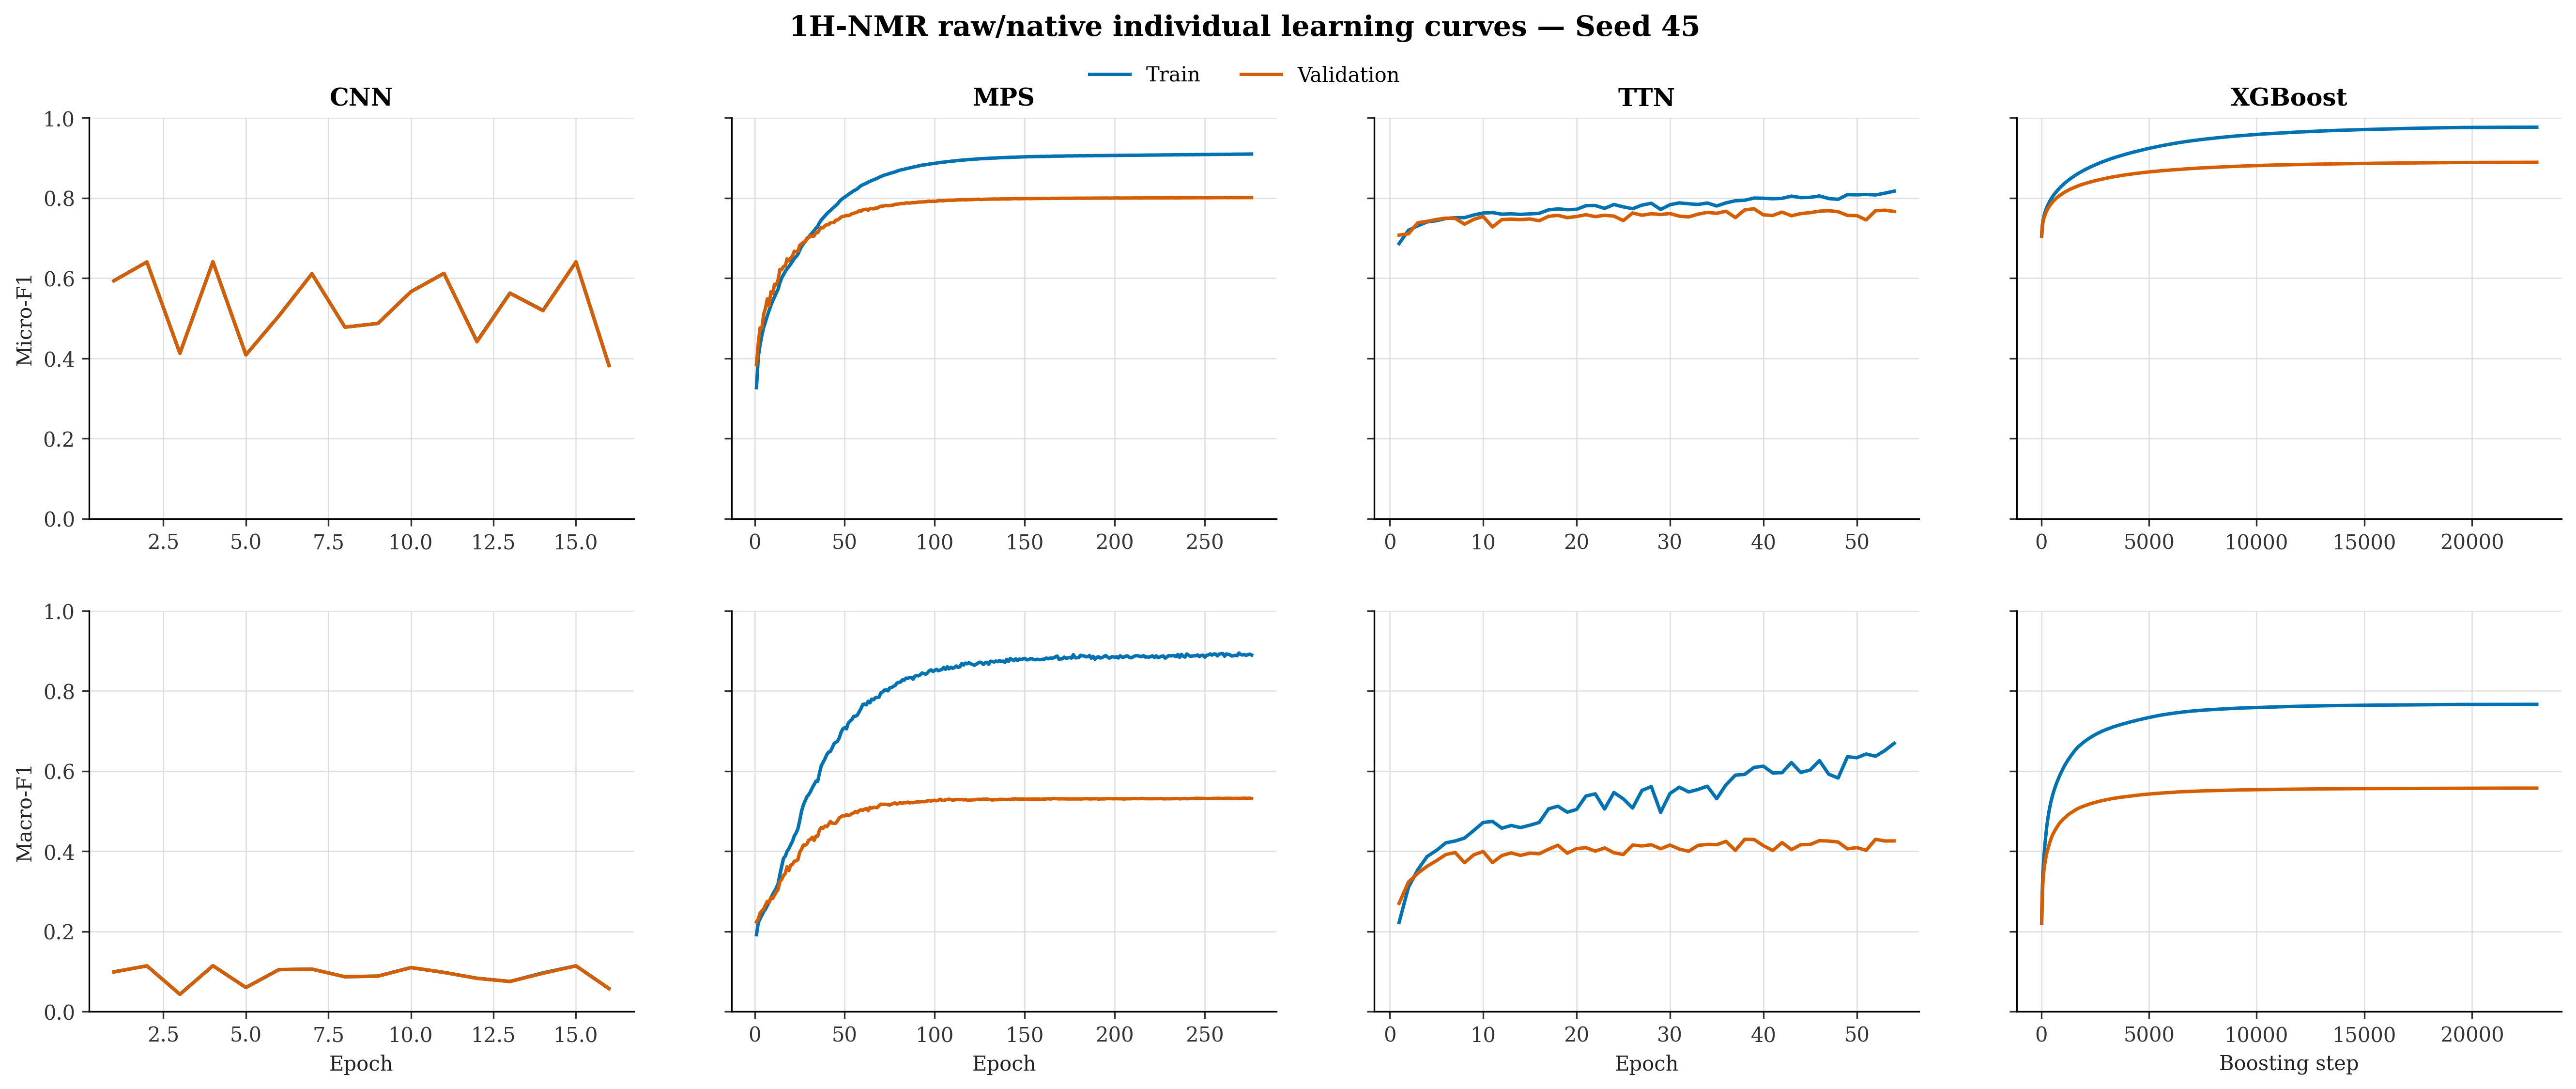 1H-NMR raw/native individual learning curves — Seed 45
Train Validation
CNN MPS TTN XGBoost
Micro-F1
1.0
0.8
0.6
0.4
0.2
0.0
2.5 5.0 7.5 10.0 12.5 15.0
0 50 100 150 200 250
0 10 20 30 40 50
0 5000 10000 15000 20000
Macro-F1
1.0
0.8
0.6
0.4
0.2
0.0
2.5 5.0 7.5 10.0 12.5 15.0
0 50 100 150 200 250
0 10 20 30 40 50
0 5000 10000 15000 20000
Epoch Epoch Epoch Boosting step